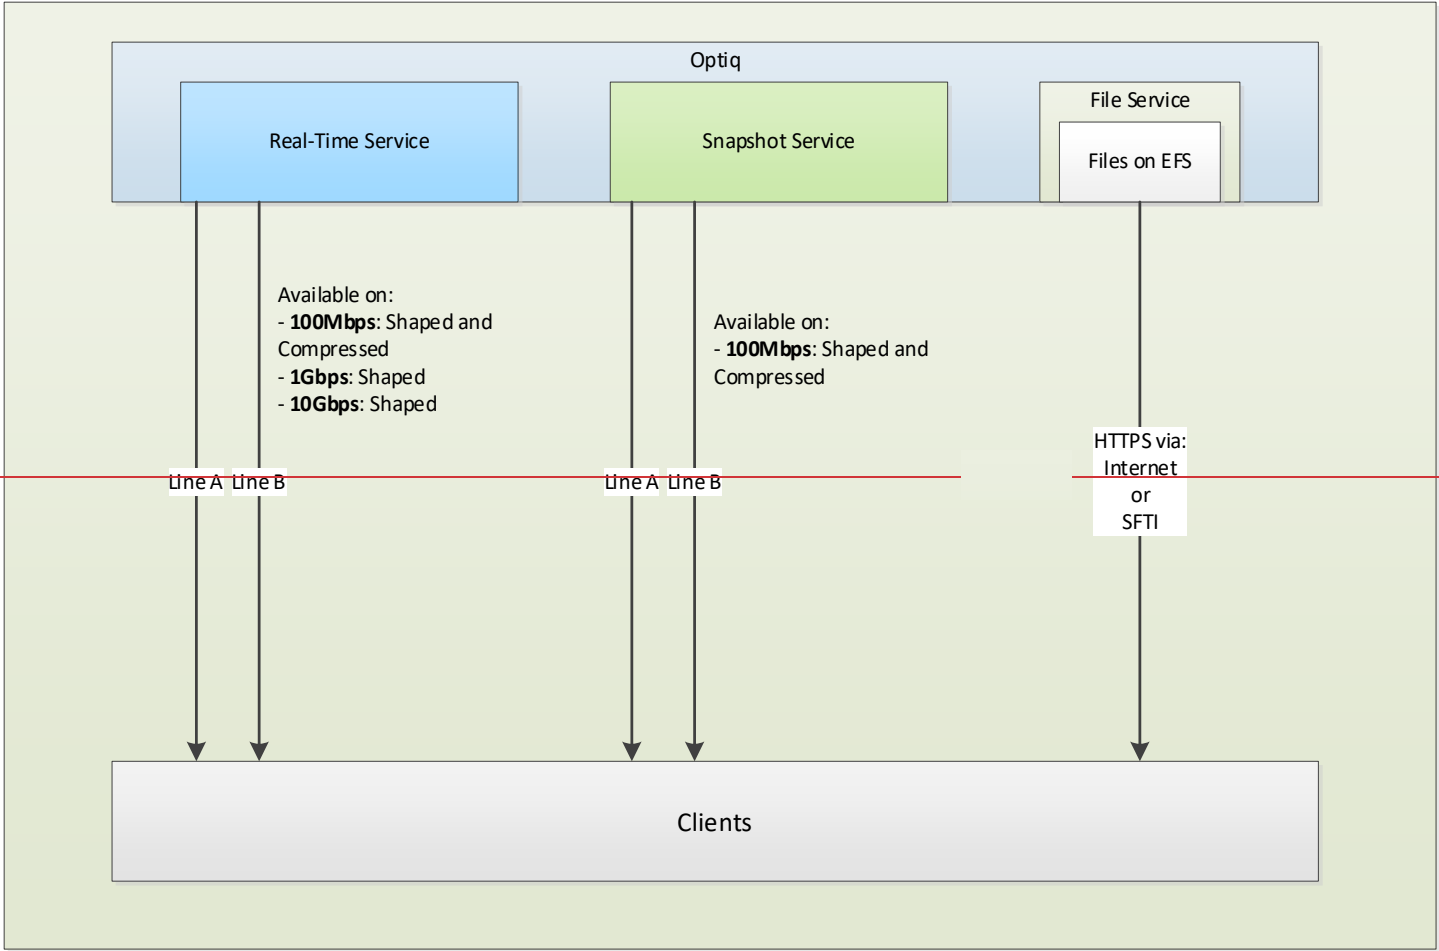 Optiq
Real-Time Service
Snapshot Service
File Service
Files on EFS
Available on:
- 100Mbps: Shaped and
Compressed
- 1Gbps: Shaped
- 10Gbps: Shaped
Available on:
- 100Mbps: Shaped and
Compressed
Line A
Line B
Line A
Line B
HTTPS via:
Internet
or
SFTI
Clients